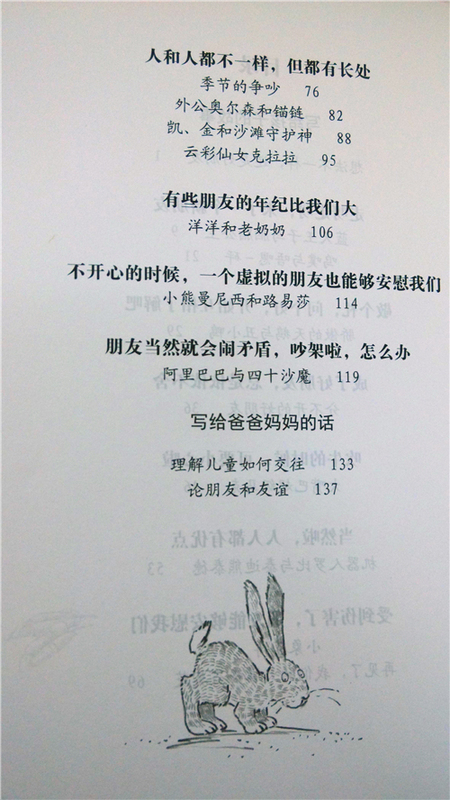 人和人都不一样，但都有长处
季节的争吵 76
外公奥尔森和锚链 82
凯、金和沙滩守护神 88
云彩仙女克拉拉 95
有些朋友的年纪比我们大
洋洋和老奶奶 106
不开心的时候，一个虚拟的朋友也能够安慰我们
小熊曼尼西和路易莎 114
朋友当然就会闹矛盾，吵架啦，怎么办
阿里巴巴与四十沙魔 119
写给爸爸妈妈的话
理解儿童如何交往 133
论朋友和友谊 137